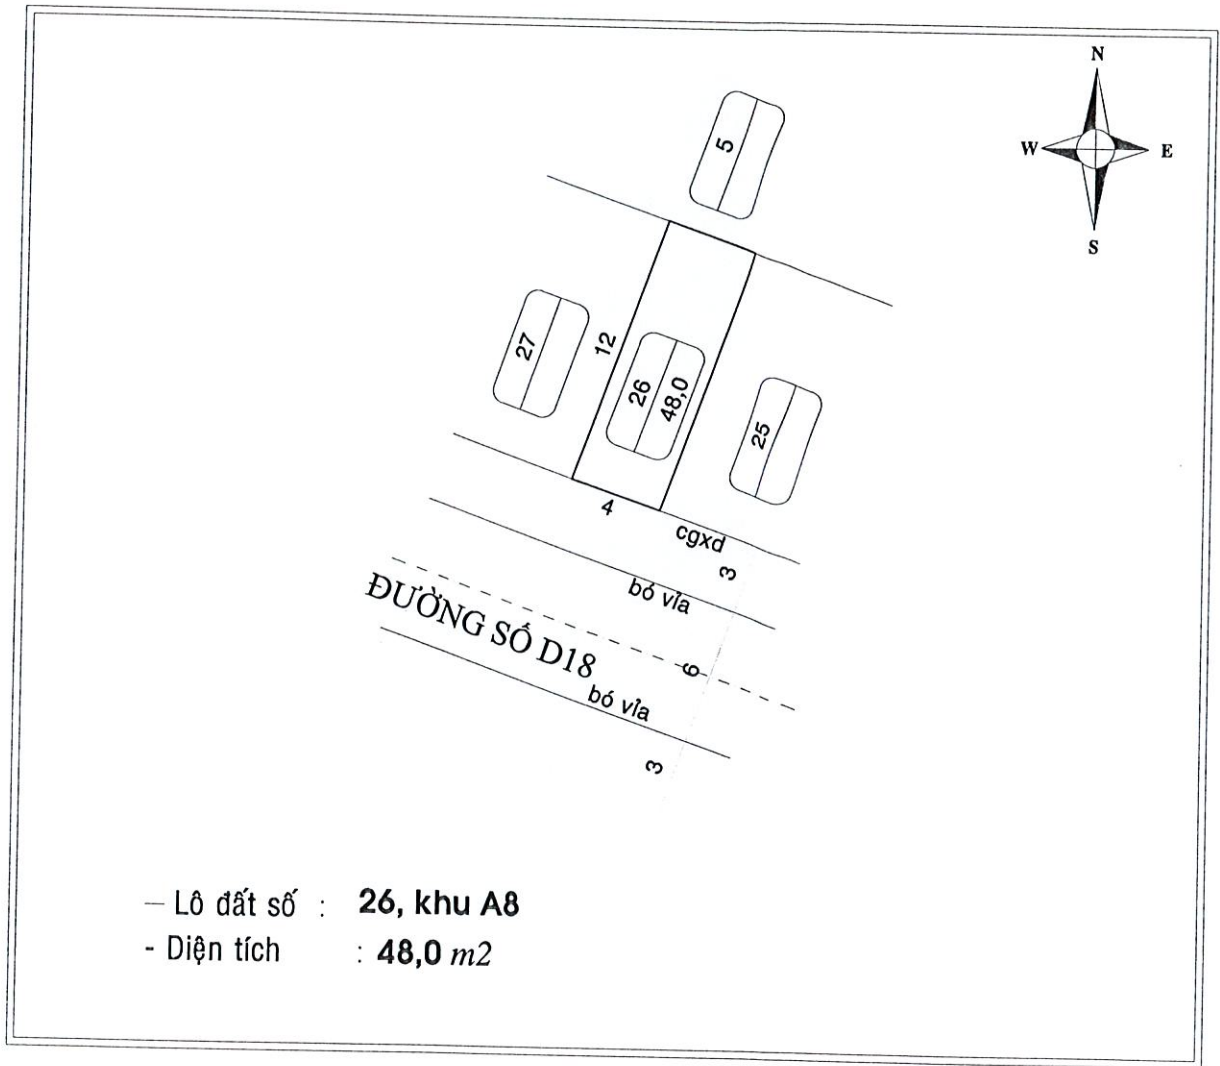 N
W
E
S
5
27
12
26
48,0
25
4
cgxd
3
bó vỉa
ĐƯỜNG SỐ D18
6
bó vỉa
3
– Lô đất số : 26, khu A8
- Diện tích : 48,0 m2